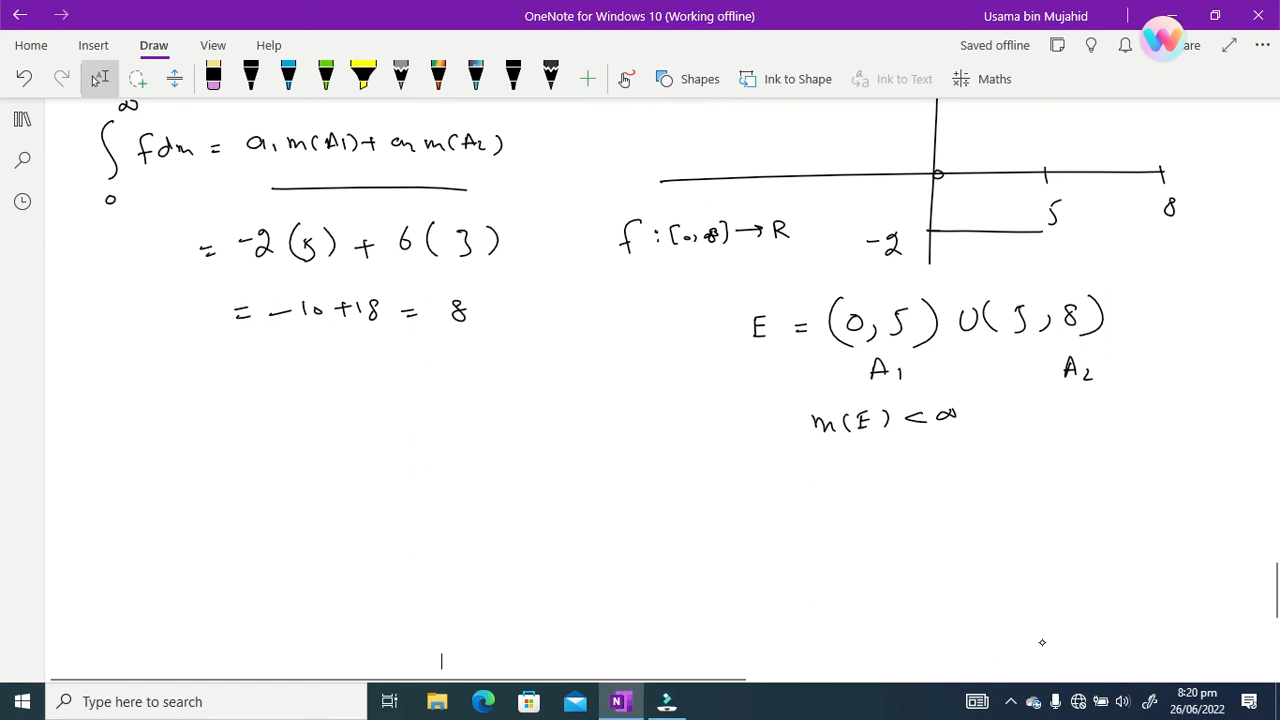 OneNote for Windows 10 (Working offline)
Usama bin Mujahid
Home Insert Draw View Help
Saved offline
Shapes Ink to Shape Ink to Text Maths
∞
∫ f dm = a₁ m(A₁) + a₂ m(A₂)
0
= -2(5) + 6(3)
= -10 + 18 = 8
0 5 8
f : [0, 8] → R
-2
E = (0, 5) ∪ (5, 8)
A₁ A₂
m(E) < ∞
Type here to search
8:20 pm
26/06/2022